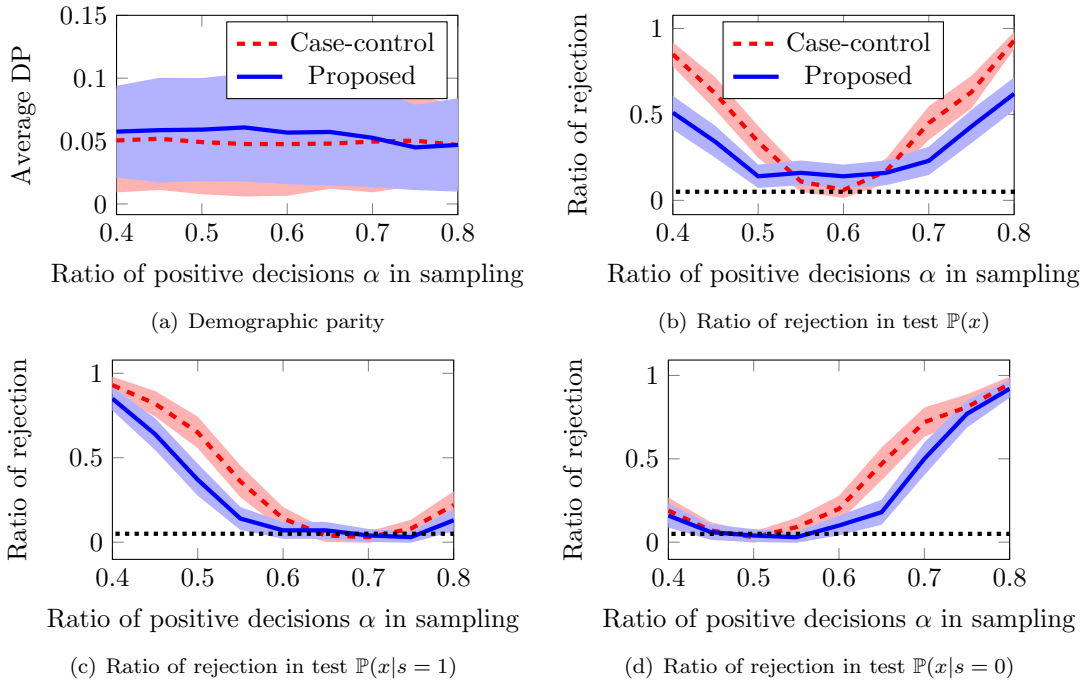 0.15
0.1
0.05
0
Average DP
Case-control
Proposed
0.4 0.5 0.6 0.7 0.8
Ratio of positive decisions α in sampling
(a) Demographic parity
1
0.5
0
Ratio of rejection
Case-control
Proposed
0.4 0.5 0.6 0.7 0.8
Ratio of positive decisions α in sampling
(b) Ratio of rejection in test ℙ(x)
1
0.5
0
Ratio of rejection
0.4 0.5 0.6 0.7 0.8
Ratio of positive decisions α in sampling
(c) Ratio of rejection in test ℙ(x|s = 1)
1
0.5
0
Ratio of rejection
0.4 0.5 0.6 0.7 0.8
Ratio of positive decisions α in sampling
(d) Ratio of rejection in test ℙ(x|s = 0)